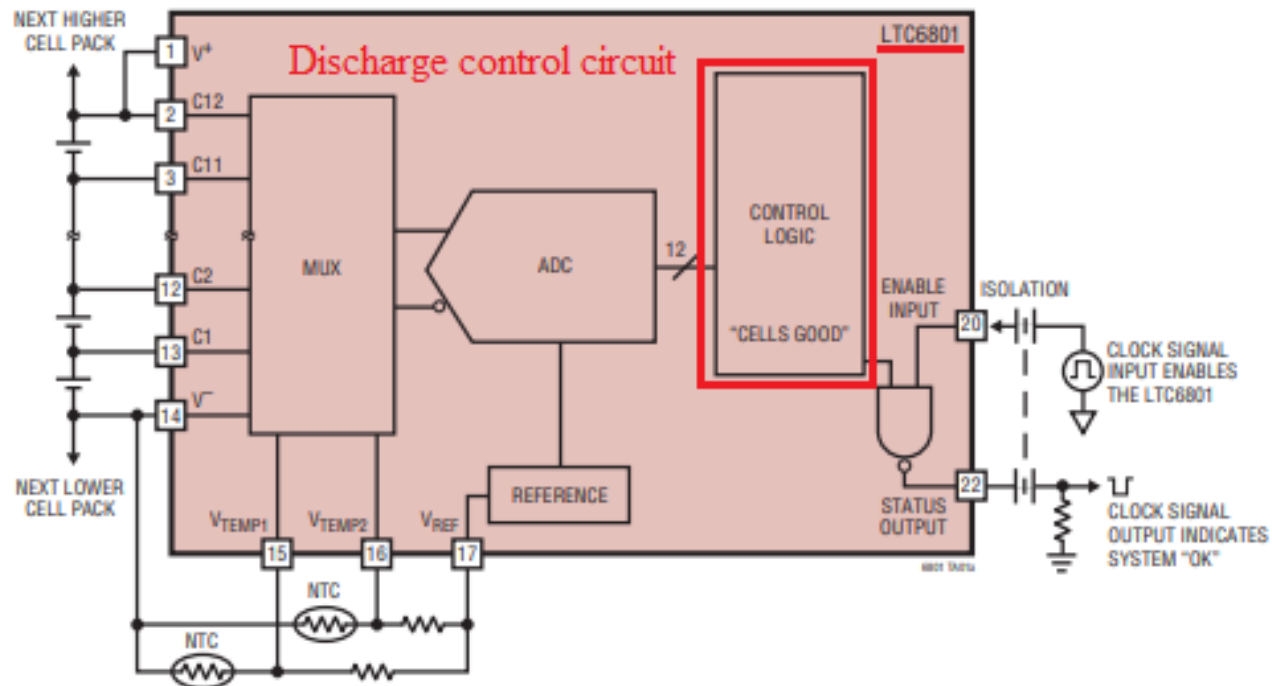 NEXT HIGHER
CELL PACK
LTC6801
Discharge control circuit
1
V+
2
C12
3
C11
12
C2
13
C1
14
V−
MUX
ADC
12
CONTROL
LOGIC
"CELLS GOOD"
ENABLE
INPUT
ISOLATION
20
CLOCK SIGNAL
INPUT ENABLES
THE LTC6801
NEXT LOWER
CELL PACK
REFERENCE
22
STATUS
OUTPUT
CLOCK SIGNAL
OUTPUT INDICATES
SYSTEM "OK"
VTEMP1
VTEMP2
VREF
15
16
17
6801 TA01a
NTC
NTC